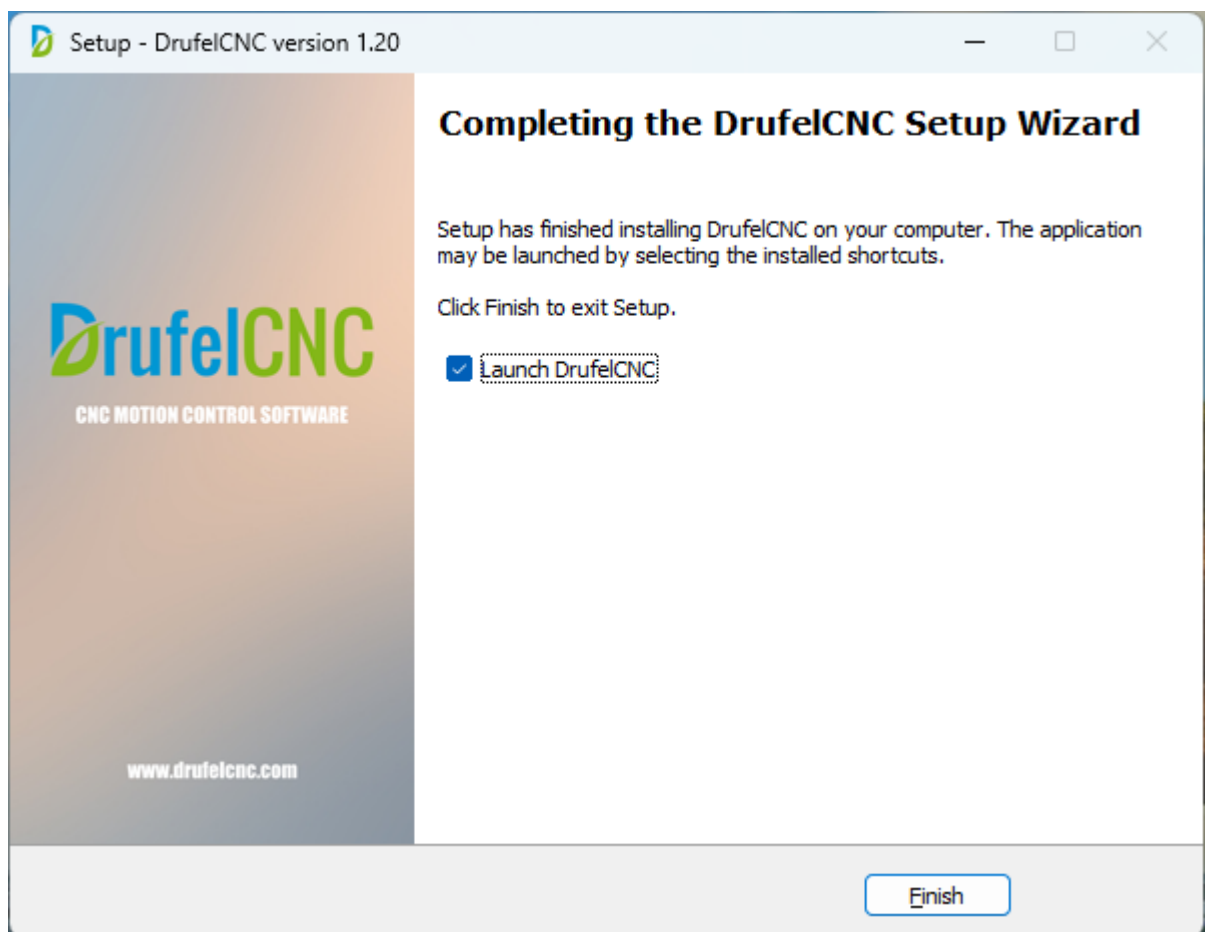 Setup - DrufelCNC version 1.20
Completing the DrufelCNC Setup Wizard
Setup has finished installing DrufelCNC on your computer. The application
may be launched by selecting the installed shortcuts.
Click Finish to exit Setup.
Launch DrufelCNC
DrufelCNC
CNC MOTION CONTROL SOFTWARE
www.drufelcnc.com
Finish